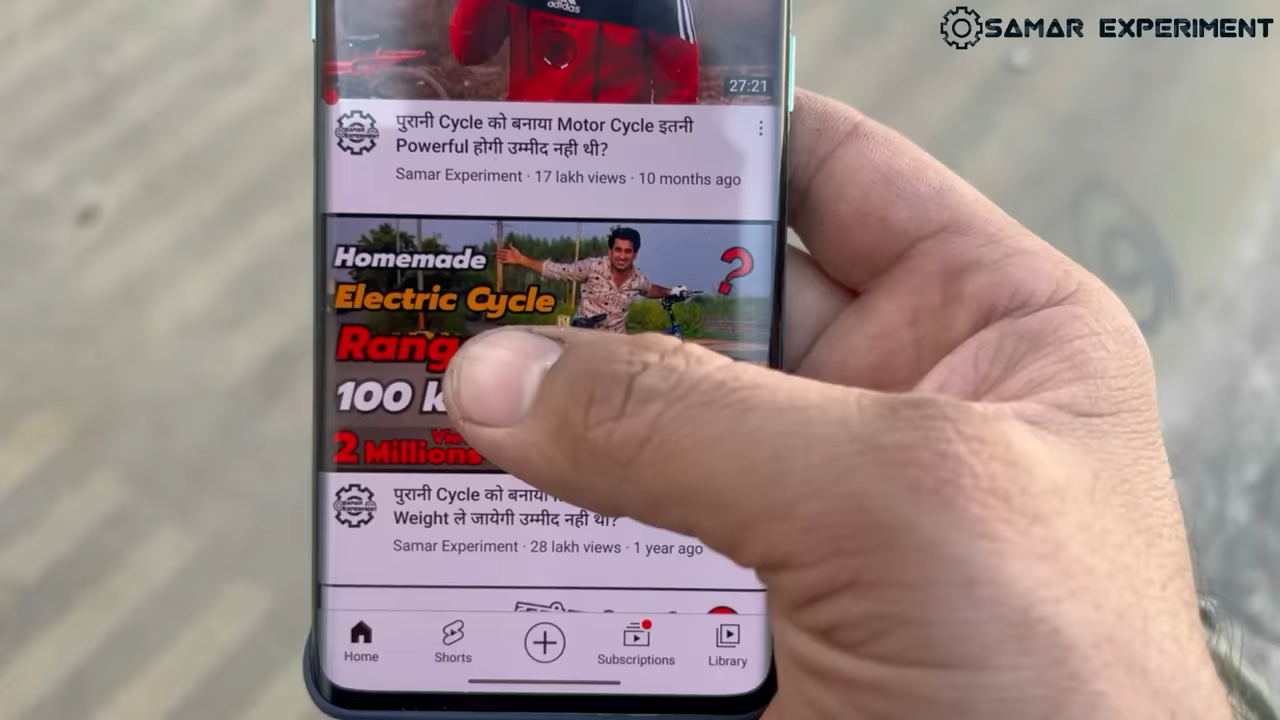 SAMAR EXPERIMENT
adidas
27:21
पुरानी Cycle को बनाया Motor Cycle इतनी
Powerful होगी उम्मीद नही थी?
Samar Experiment · 17 lakh views · 10 months ago
Homemade
Electric Cycle
?
100
2 Millions
पुरानी Cycle को बनाया
Weight ले जायेगी उम्मीद नही थी?
Samar Experiment · 28 lakh views · 1 year ago
Home Shorts Subscriptions Library